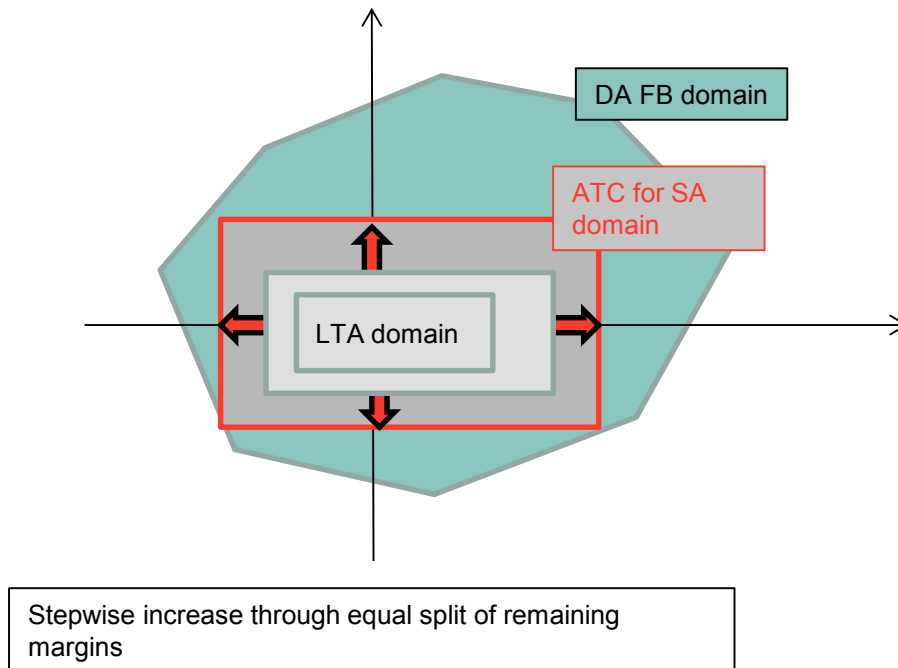 DA FB domain
ATC for SA
domain
LTA domain
Stepwise increase through equal split of remaining
margins